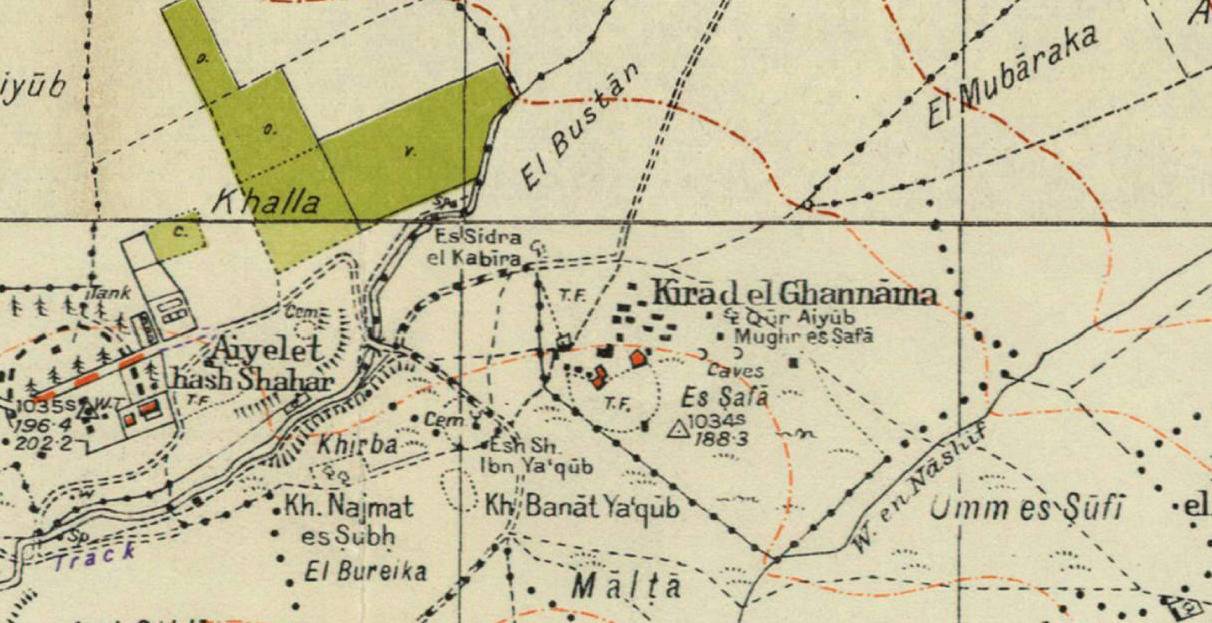 iyūb
o.
o.
v.
El Bustān
El Mubāraka
A
Khalla
c.
Sp.
Es Sidra
el Kabīra
Tank
Cem.
T.F.
Kirād el Ghannāma
Qūr Aiyūb
Mughr es Safā
Caves
Aiyelet
hash Shahar
T.F.
W.T.
1035s
196·4
202·2
T.F.
Es Ṣafā
1034s
188·3
Cem.
Khirba
Esh Sh.
Ibn Ya'qūb
Kh. Najmat
es Subh
Kh. Banāt Ya'qūb
W. en Nāshif
Umm es Ṣūfī
el
W
Sp.
Track
El Bureika
Mālṭā